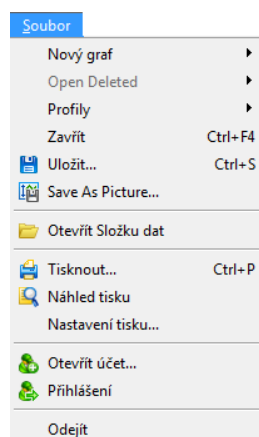 Soubor
Nový graf
Open Deleted
Profily
Zavřít Ctrl+F4
Uložit... Ctrl+S
Save As Picture...
Otevřít Složku dat
Tisknout... Ctrl+P
Náhled tisku
Nastavení tisku...
Otevřít účet...
Přihlášení
Odejít